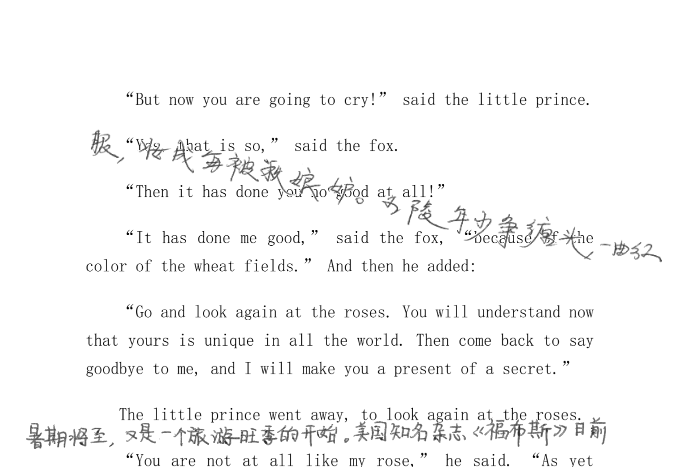 “But now you are going to cry!” said the little prince.
“Yes, that is so,” said the fox.
服，妆成每被秋娘妒。五陵年少争缠头，一曲红
“Then it has done you no good at all!”
“It has done me good,” said the fox, “because of the
color of the wheat fields.” And then he added:
“Go and look again at the roses. You will understand now
that yours is unique in all the world. Then come back to say
goodbye to me, and I will make you a present of a secret.”
The little prince went away, to look again at the roses.
暑期将至，又是一个旅游旺季的开始。美国知名杂志《福布斯》日前
“You are not at all like my rose,” he said. “As yet